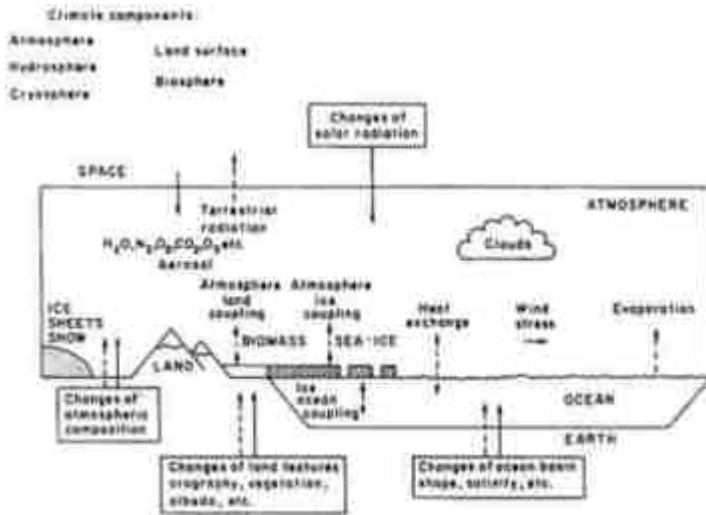 Climate components
Atmosphere
Land surface
Hydrosphere
Biosphere
Cryosphere
Changes of
solar radiation
SPACE
ATMOSPHERE
Terrestrial
radiation
H₂O,N₂,O₂,CO₂,O₃ etc
Aerosol
Clouds
Atmosphere
land
coupling
Atmosphere
ice
coupling
Heat
exchange
Wind
stress
Evaporation
ICE
SHEETS
SNOW
BIOMASS
SEA-ICE
LAND
Changes of
atmospheric
composition
Ice
ocean
coupling
OCEAN
EARTH
Changes of land features
orography, vegetation,
albedo, etc.
Changes of ocean basin
shape, salinity, etc.